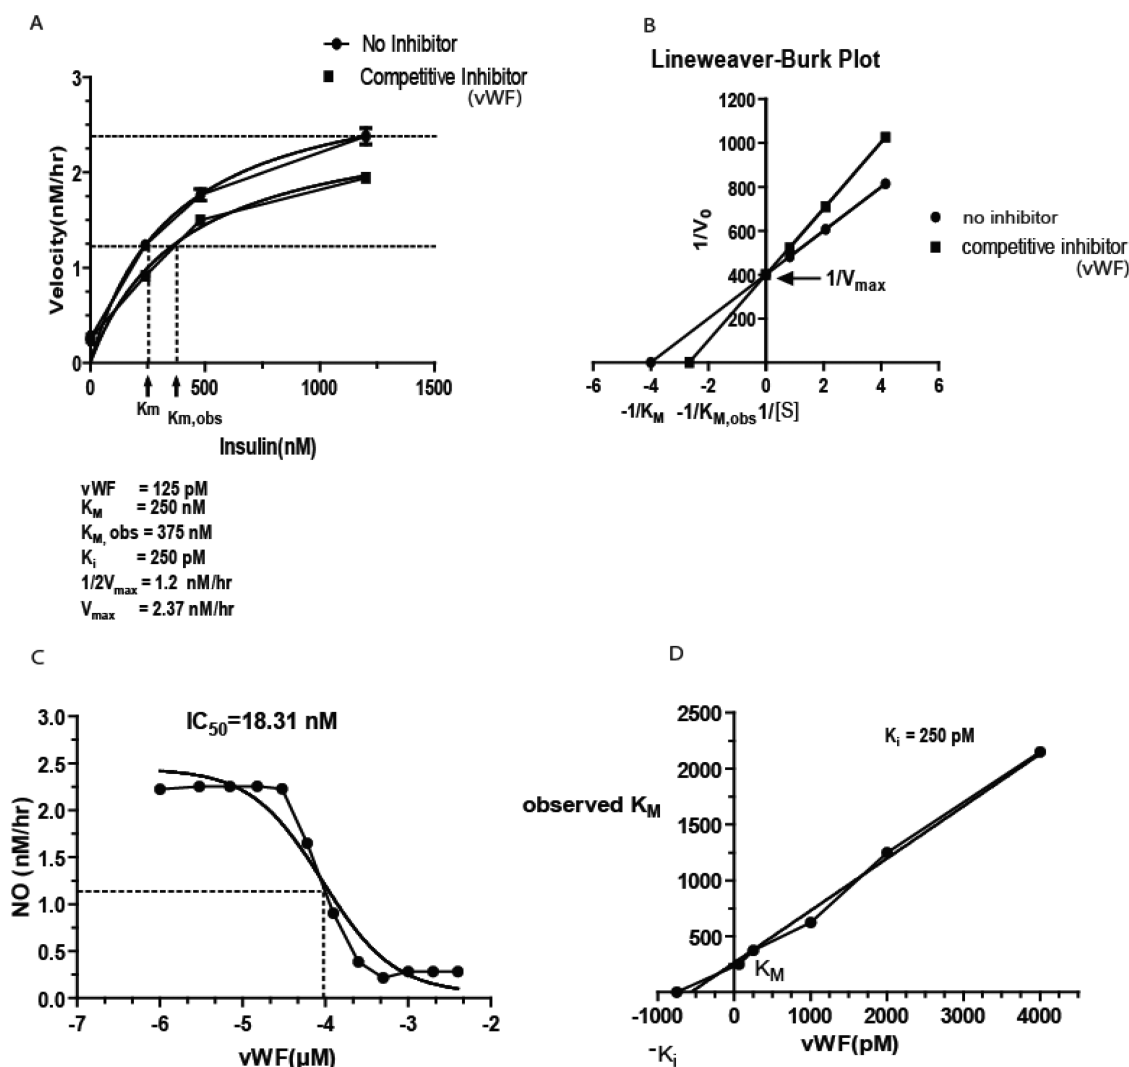 A
No Inhibitor
Competitive Inhibitor
(vWF)
3
2
1
0
Velocity(nM/hr)
0
500
1000
1500
Km
Km,obs
Insulin(nM)
vWF = 125 pM
KM = 250 nM
KM, obs = 375 nM
Ki = 250 pM
1/2Vmax = 1.2 nM/hr
Vmax = 2.37 nM/hr
B
Lineweaver-Burk Plot
1200
1000
800
600
400
200
1/V0
1/Vmax
no inhibitor
competitive inhibitor
(vWF)
-6
-4
-2
0
2
4
6
-1/KM
-1/KM,obs
1/[S]
C
IC50=18.31 nM
3.0
2.5
2.0
1.5
1.0
0.5
0.0
NO (nM/hr)
-7
-6
-5
-4
-3
-2
vWF(µM)
D
Ki = 250 pM
2500
2000
1500
1000
500
0
observed KM
KM
-1000
0
1000
2000
3000
4000
vWF(pM)
-Ki